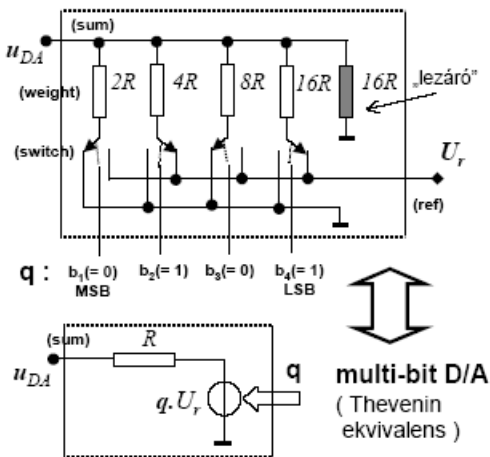 (sum)
u_DA
(weight) 2R 4R 8R 16R 16R „lezáró”
(switch)
U_r
(ref)
q : b₁(= 0) b₂(= 1) b₃(= 0) b₄(= 1)
MSB LSB
(sum)
R
u_DA
q.U_r
q
multi-bit D/A
( Thevenin
ekvivalens )